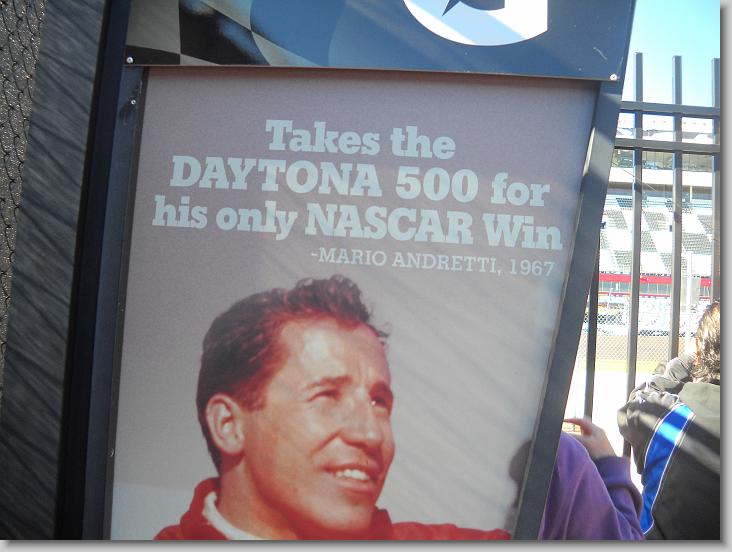 Takes the
DAYTONA 500 for
his only NASCAR Win
-MARIO ANDRETTI, 1967